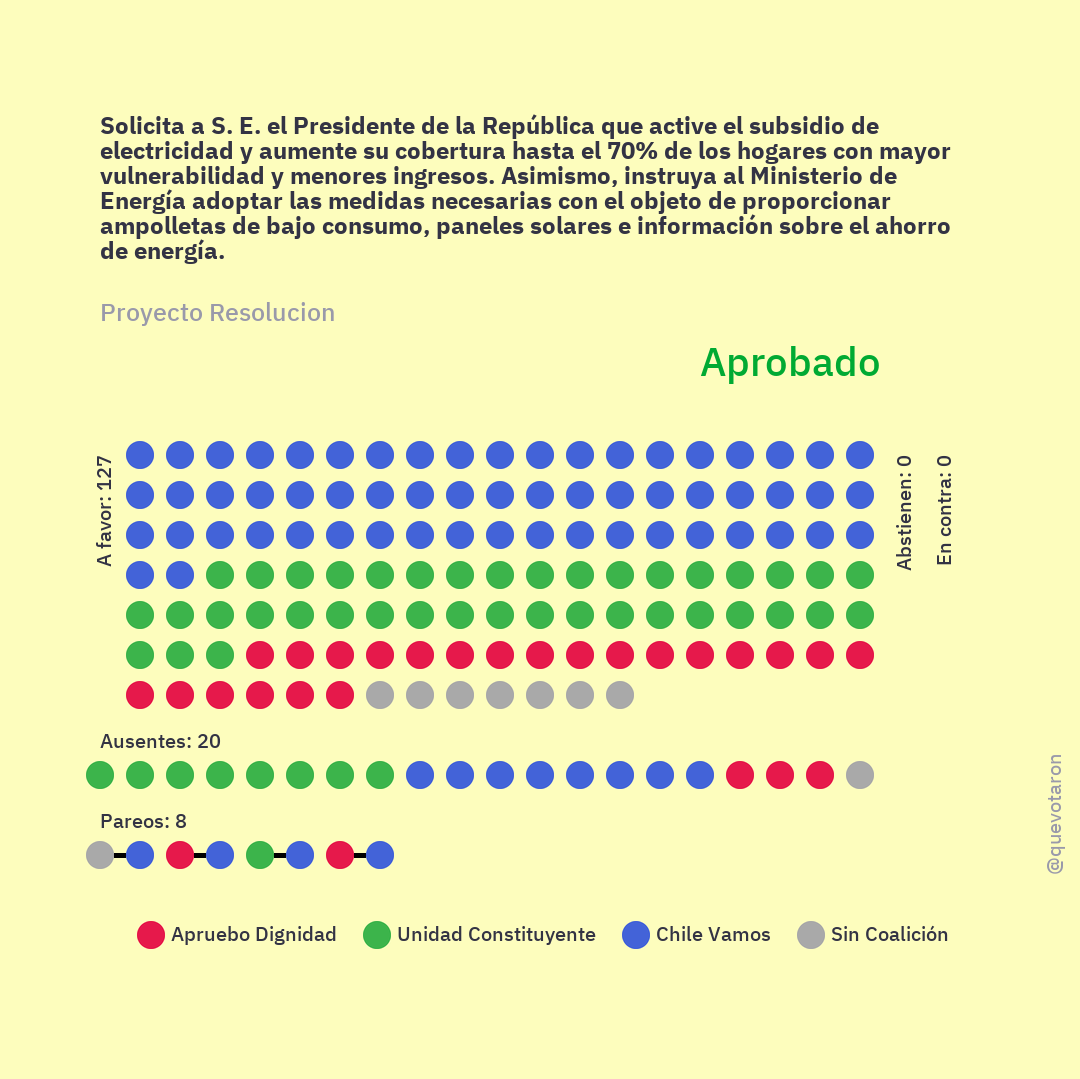 Solicita a S. E. el Presidente de la República que active el subsidio de
electricidad y aumente su cobertura hasta el 70% de los hogares con mayor
vulnerabilidad y menores ingresos. Asimismo, instruya al Ministerio de
Energía adoptar las medidas necesarias con el objeto de proporcionar
ampolletas de bajo consumo, paneles solares e información sobre el ahorro
de energía.
Proyecto Resolucion
Aprobado
A favor: 127
Abstienen: 0
En contra: 0
Ausentes: 20
Pareos: 8
@quevotaron
Apruebo Dignidad
Unidad Constituyente
Chile Vamos
Sin Coalición